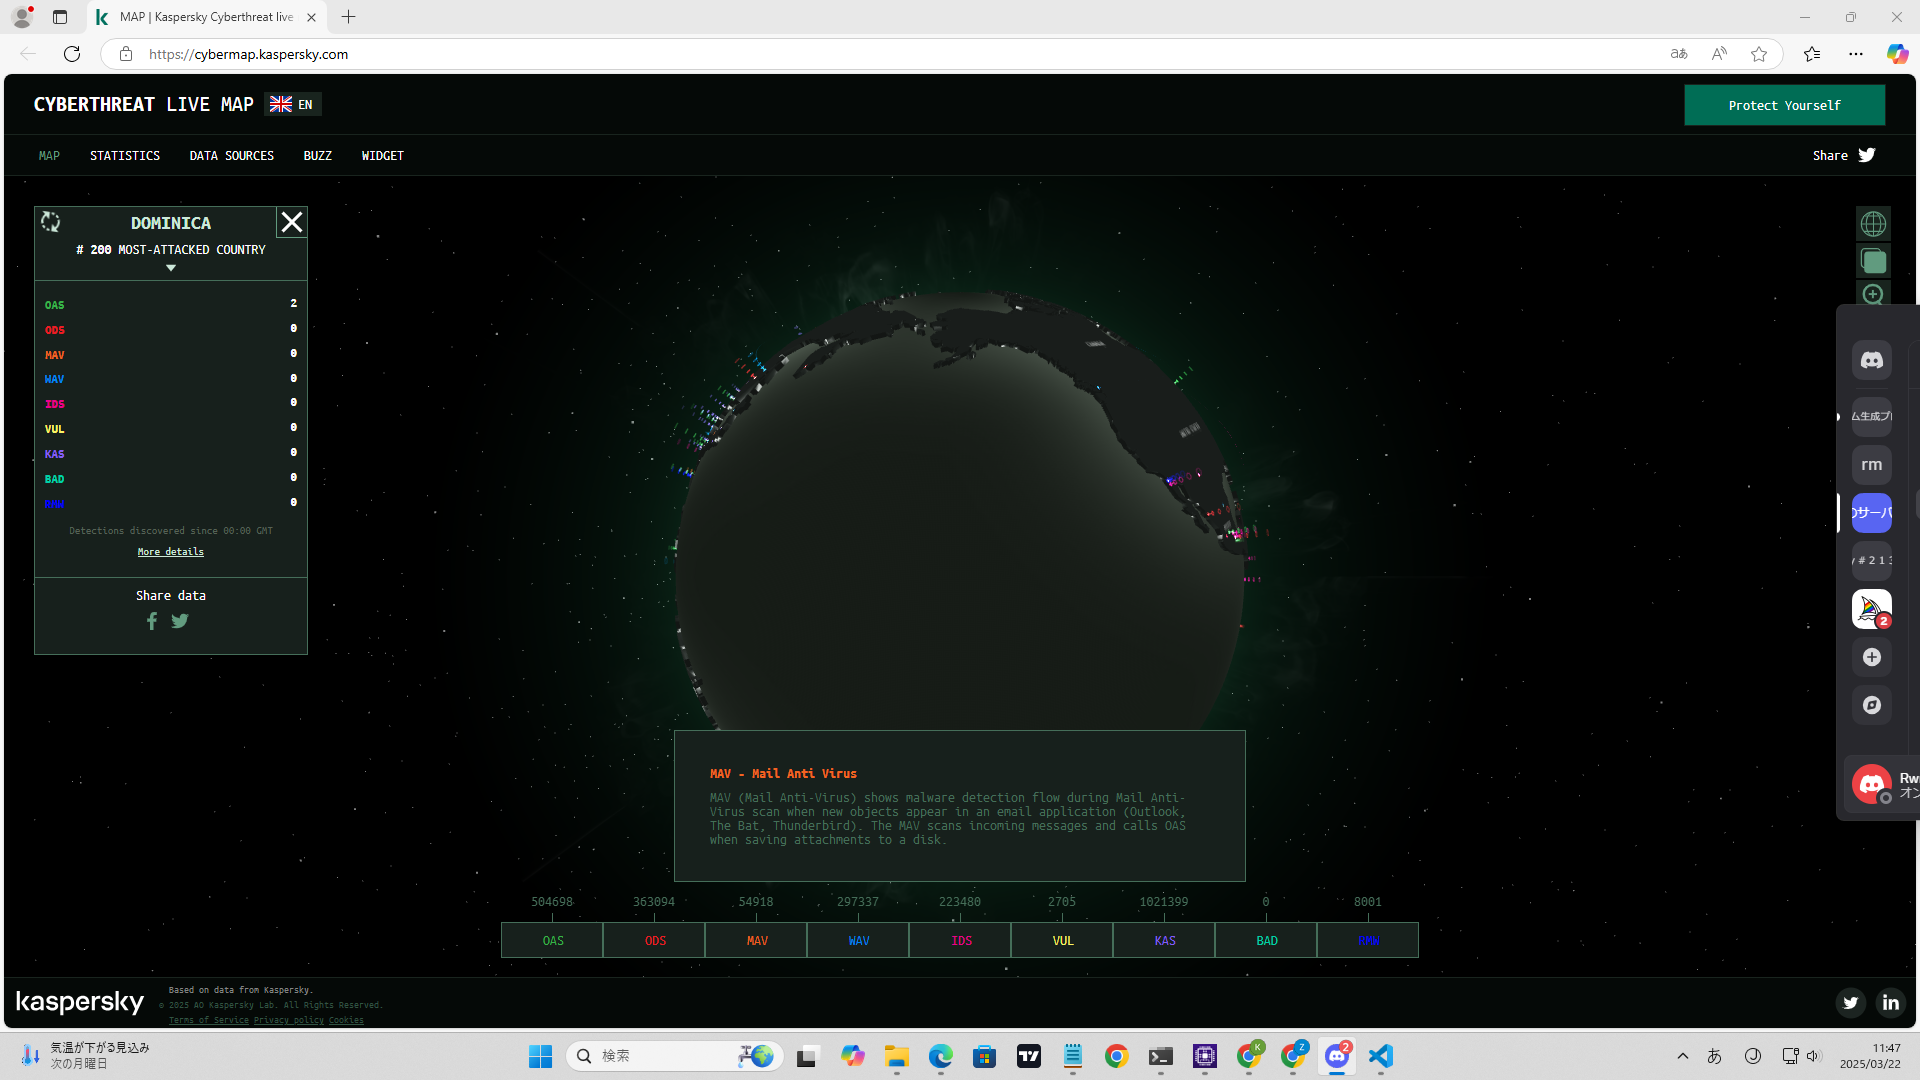 MAP | Kaspersky Cyberthreat live
https://cybermap.kaspersky.com
CYBERTHREAT LIVE MAP EN
Protect Yourself
MAP STATISTICS DATA SOURCES BUZZ WIDGET
Share
DOMINICA
# 200 MOST-ATTACKED COUNTRY
OAS 2
ODS 0
MAV 0
WAV 0
IDS 0
VUL 0
KAS 0
BAD 0
RMW 0
Detections discovered since 00:00 GMT
More details
Share data
ム生成プ
rm
のサーバ
y # 2 1
2
Rw
オン
MAV - Mail Anti Virus
MAV (Mail Anti-Virus) shows malware detection flow during Mail Anti-
Virus scan when new objects appear in an email application (Outlook,
The Bat, Thunderbird). The MAV scans incoming messages and calls OAS
when saving attachments to a disk.
504698 363094 54918 297337 223480 2705 1021399 0 8001
OAS ODS MAV WAV IDS VUL KAS BAD RMW
kaspersky
Based on data from Kaspersky.
© 2025 AO Kaspersky Lab. All Rights Reserved.
Terms of Service Privacy policy Cookies
気温が下がる見込み
次の月曜日
検索
K
Z
2
あ
11:47
2025/03/22